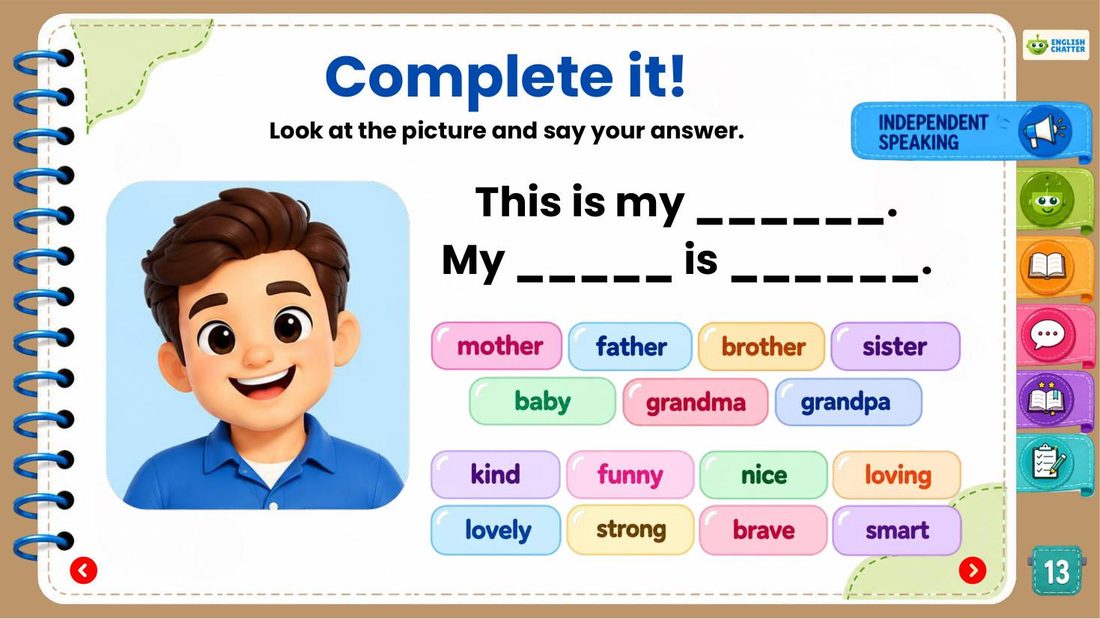 Complete it!
Look at the picture and say your answer.
ENGLISH
CHATTER
INDEPENDENT
SPEAKING
This is my ______.
My _____ is ______.
mother father brother sister
baby grandma grandpa
kind funny nice loving
lovely strong brave smart
13